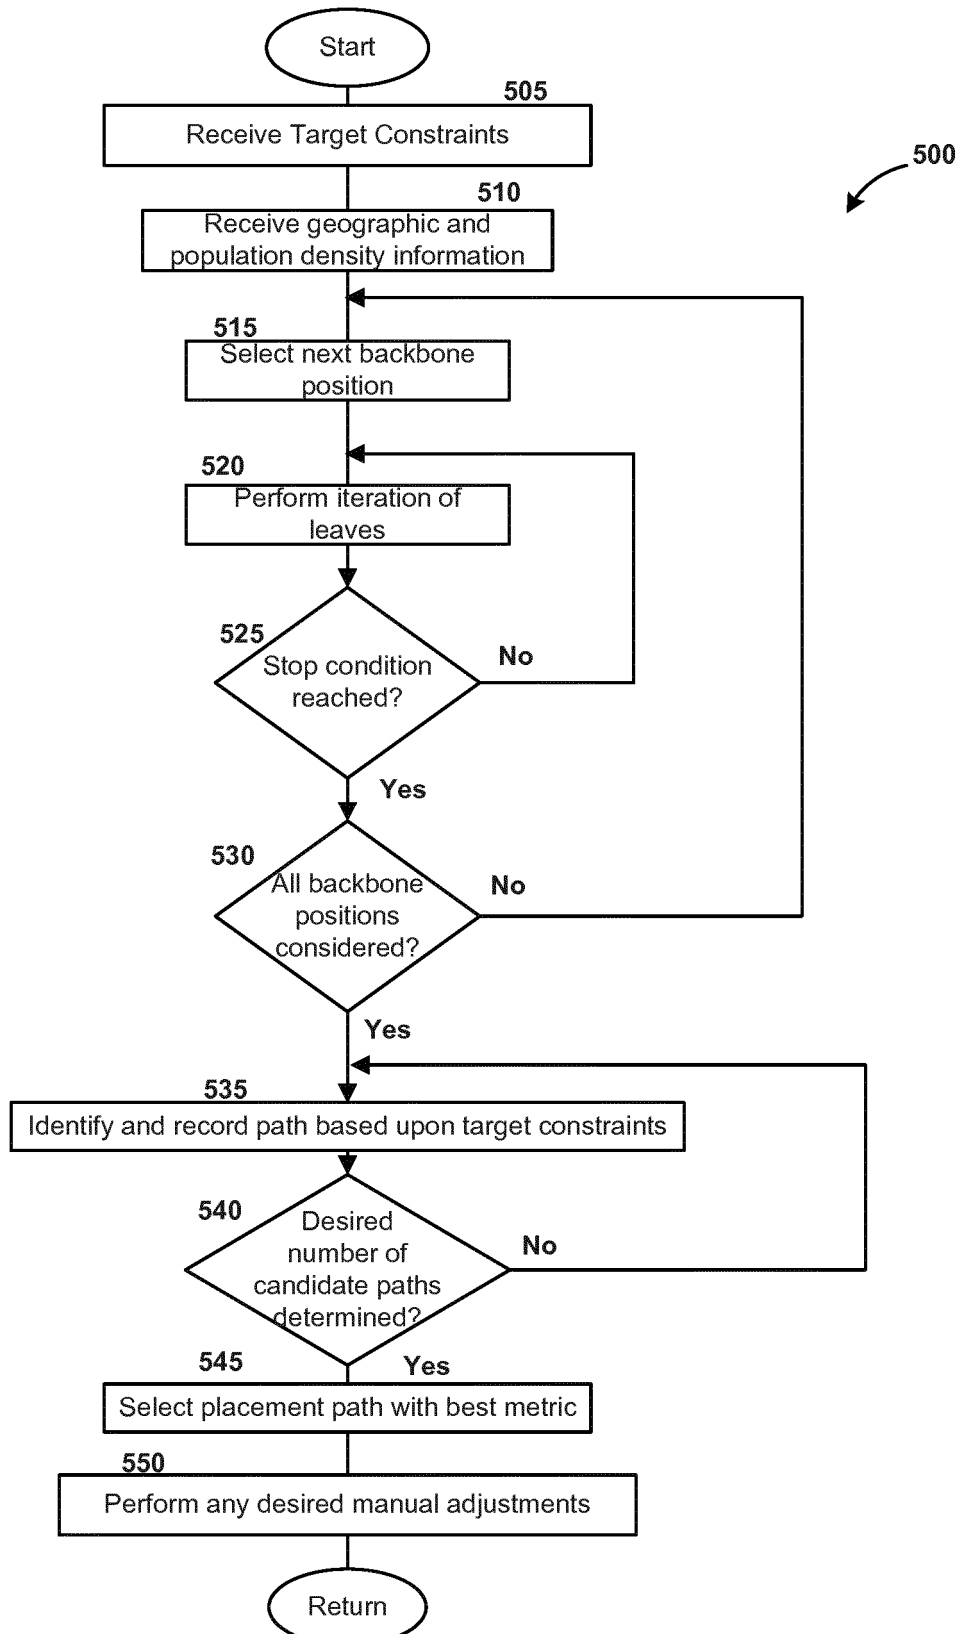 Start
505
Receive Target Constraints
500
510
Receive geographic and
population density information
515
Select next backbone
position
520
Perform iteration of
leaves
525
Stop condition
reached?
No
Yes
530
All backbone
positions
considered?
No
Yes
535
Identify and record path based upon target constraints
540
Desired
number of
candidate paths
determined?
No
545
Yes
Select placement path with best metric
550
Perform any desired manual adjustments
Return